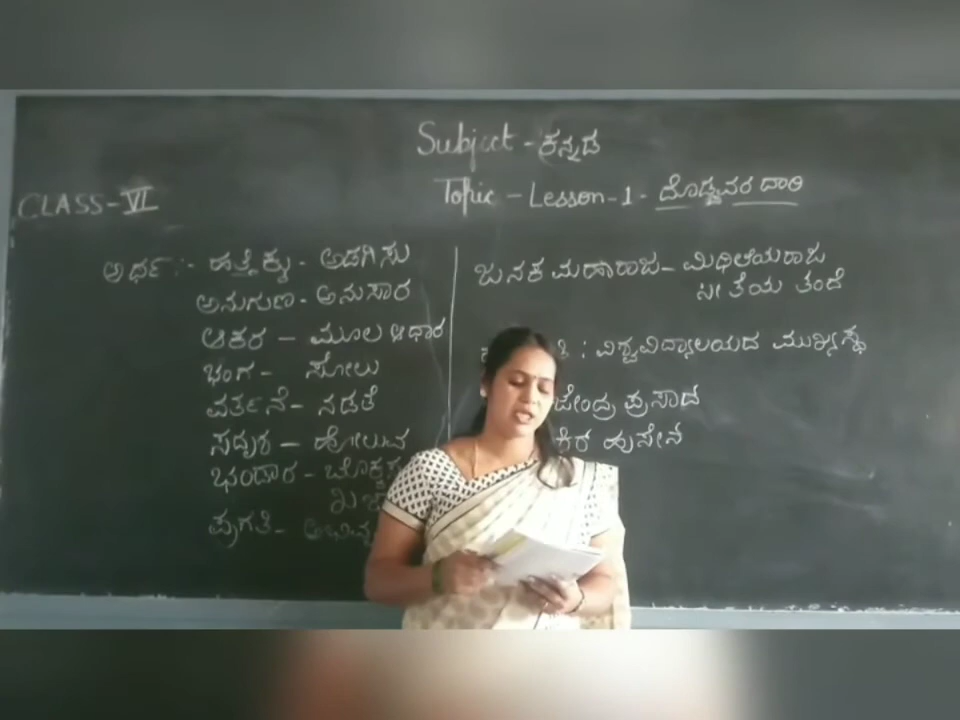 Subject - ಕನ್ನಡ
Topic - Lesson - 1 - ದೊಡ್ಡವರ ದಾರಿ
CLASS - VI
ಅರ್ಥ :- ಹತ್ತಿಕ್ಕು - ಅಡಗಿಸು
ಅನುಗುಣ - ಅನುಸಾರ
ಆಕರ - ಮೂಲ ಆಧಾರ
ಭಂಗ - ಸೋಲು
ವರ್ತನೆ - ನಡತೆ
ಸದೃಶ - ಹೋಲುವ
ಭಂಡಾರ -
ಪ್ರಗತಿ -
ಜನಕ ಮಹಾರಾಜ - ಮಿಥಿಲೆಯ ರಾಜ
ಸೀತೆಯ ತಂದೆ
: ವಿಶ್ವವಿದ್ಯಾಲಯದ ಮುಖ್ಯಸ್ಥ
ಜೇಂದ್ರ ಪ್ರಸಾದ
ಕಿರ ಹುಸೇನ